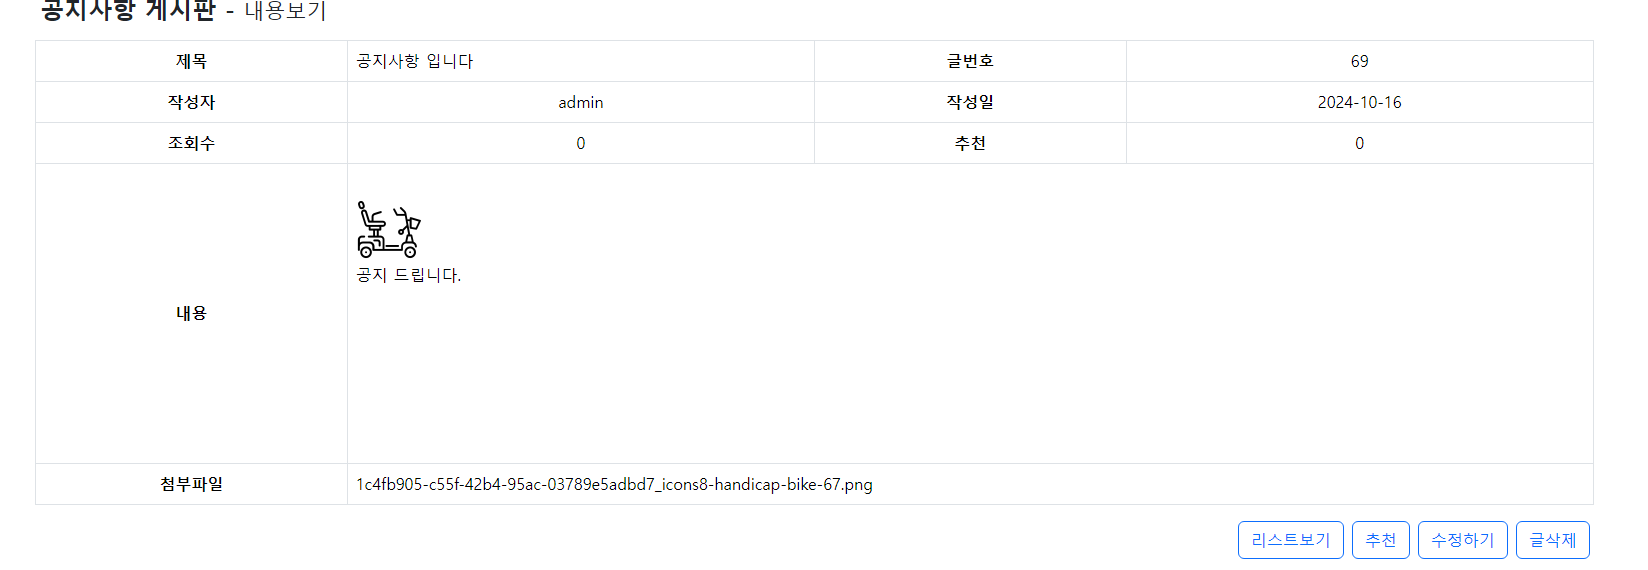 공지사항 게시판 - 내용보기
제목 공지사항 입니다 글번호 69
작성자 admin 작성일 2024-10-16
조회수 0 추천 0
공지 드립니다.
내용
첨부파일 1c4fb905-c55f-42b4-95ac-03789e5adbd7_icons8-handicap-bike-67.png
리스트보기 추천 수정하기 글삭제